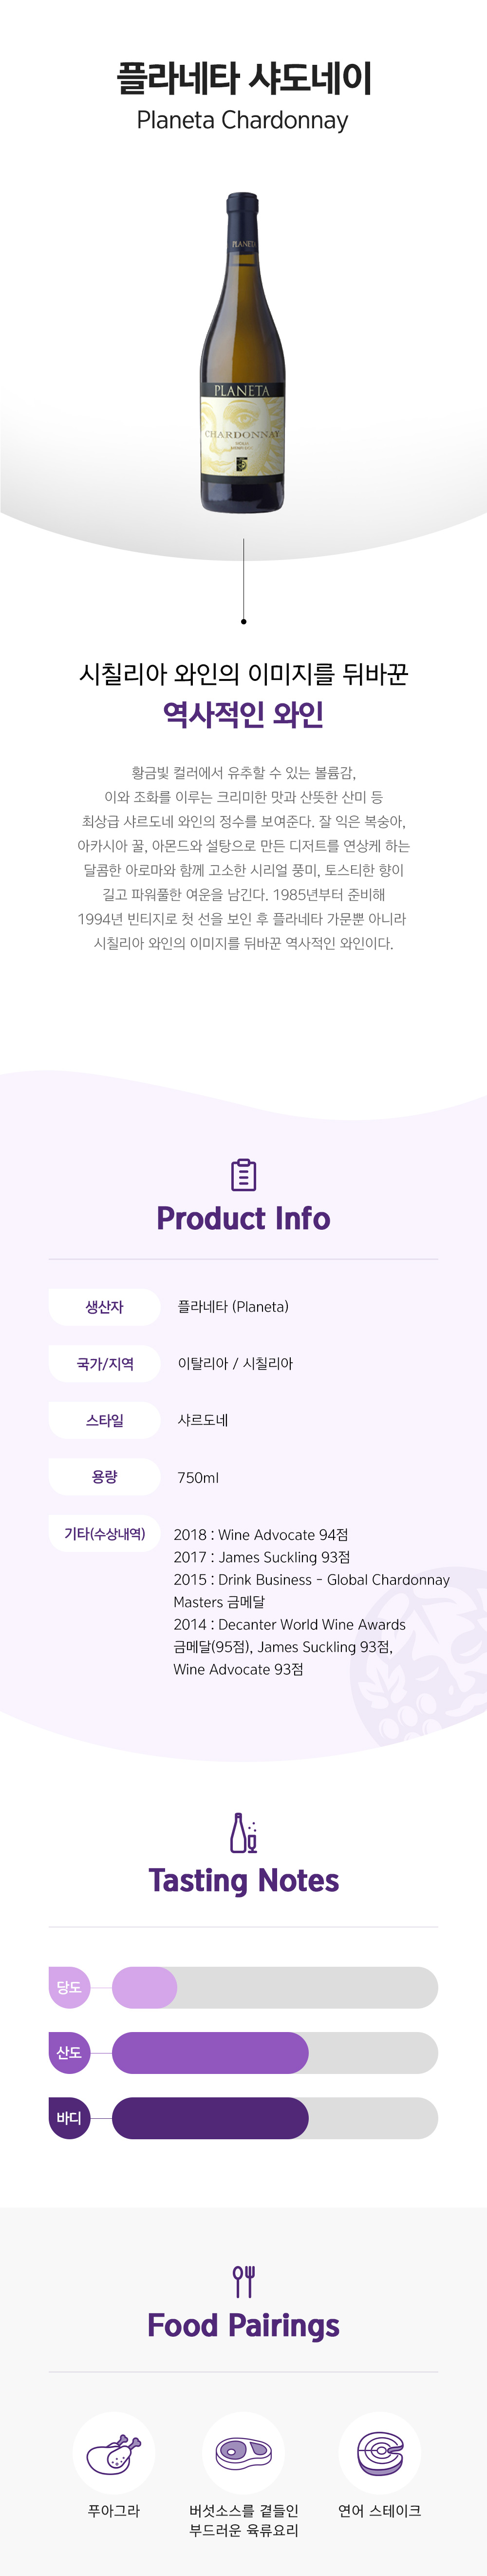 플라네타 샤도네이
Planeta Chardonnay
PLANETA
CHARDONNAY
시칠리아 와인의 이미지를 뒤바꾼
역사적인 와인
황금빛 컬러에서 유추할 수 있는 볼륨감,
이와 조화를 이루는 크리미한 맛과 산뜻한 산미 등
최상급 샤르도네 와인의 정수를 보여준다. 잘 익은 복숭아,
아카시아 꿀, 아몬드와 설탕으로 만든 디저트를 연상케 하는
달콤한 아로마와 함께 고소한 시리얼 풍미, 토스티한 향이
길고 파워풀한 여운을 남긴다. 1985년부터 준비해
1994년 빈티지로 첫 선을 보인 후 플라네타 가문뿐 아니라
시칠리아 와인의 이미지를 뒤바꾼 역사적인 와인이다.
Product Info
생산자 플라네타 (Planeta)
국가/지역 이탈리아 / 시칠리아
스타일 샤르도네
용량 750ml
기타(수상내역) 2018 : Wine Advocate 94점
2017 : James Suckling 93점
2015 : Drink Business - Global Chardonnay
Masters 금메달
2014 : Decanter World Wine Awards
금메달(95점), James Suckling 93점,
Wine Advocate 93점
Tasting Notes
당도
산도
바디
Food Pairings
푸아그라
버섯소스를 곁들인
부드러운 육류요리
연어 스테이크